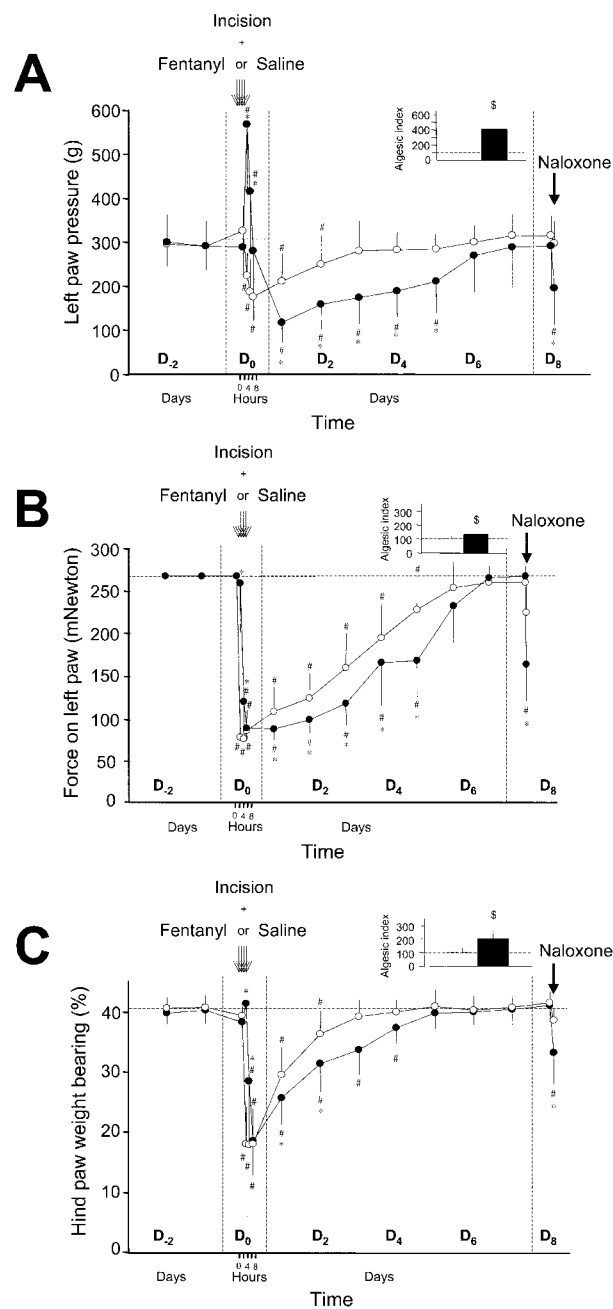 Incision
+
Fentanyl or Saline
A
Left paw pressure (g)
600
500
400
300
200
100
0
Algesic index
600
400
200
0
$
Naloxone
# * # * # # # # # # * # * # * # * # * # *
D-2 D0 D2 D4 D6 D8
0 4 8
Days Hours Days
Time
Incision
+
Fentanyl or Saline
B
Force on left paw (mNewton)
300
250
200
150
100
50
0
Algesic index
300
200
100
0
$
Naloxone
D-2 D0 D2 D4 D6 D8
0 4 8
Days Hours Days
Time
Incision
+
Fentanyl or Saline
C
Hind paw weight bearing (%)
40
30
20
10
0
Algesic index
300
200
100
0
$
Naloxone
D-2 D0 D2 D4 D6 D8
0 4 8
Days Hours Days
Time